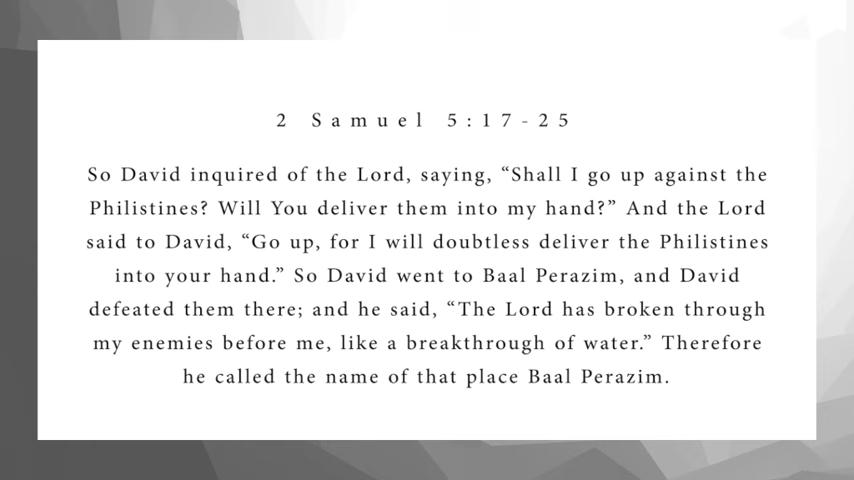 2 Samuel 5:17-25
So David inquired of the Lord, saying, “Shall I go up against the
Philistines? Will You deliver them into my hand?” And the Lord
said to David, “Go up, for I will doubtless deliver the Philistines
into your hand.” So David went to Baal Perazim, and David
defeated them there; and he said, “The Lord has broken through
my enemies before me, like a breakthrough of water.” Therefore
he called the name of that place Baal Perazim.